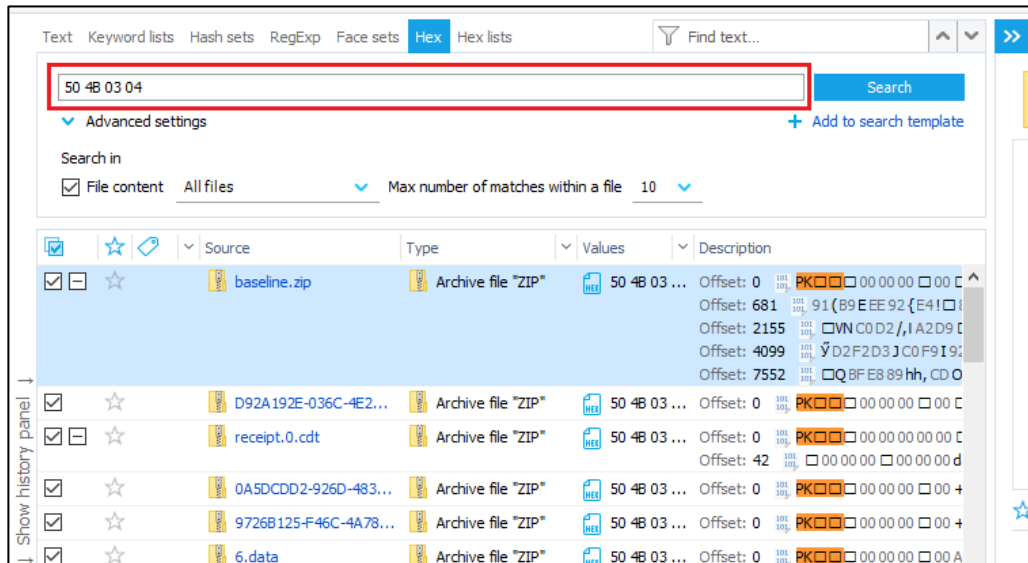 Text Keyword lists Hash sets RegExp Face sets Hex Hex lists Find text...
50 4B 03 04 Search
Advanced settings + Add to search template
Search in
File content All files Max number of matches within a file 10
Source Type Values Description
baseline.zip Archive file "ZIP" 50 4B 03 ... Offset: 0 PK□□□ 00 00 00 □ 00
Offset: 681 91{B9 E EE 92 {E4!□
Offset: 2155 □VN C0 D2 /,I A2 D9
Offset: 4099 ӲD2 F2 D3 J C0 F9 I 92
Offset: 7552 □Q BF E8 89 hh, CD O
D92A192E-036C-4E2... Archive file "ZIP" 50 4B 03 ... Offset: 0 PK□□□ 00 00 00 □ 00
receipt.0.cdt Archive file "ZIP" 50 4B 03 ... Offset: 0 PK□□□ 00 00 00 00 00
Offset: 42 □ 00 00 00 □ 00 00 00 d
0A5DCDD2-926D-483... Archive file "ZIP" 50 4B 03 ... Offset: 0 PK□□□ 00 00 00 □ 00 +
9726B125-F46C-4A78... Archive file "ZIP" 50 4B 03 ... Offset: 0 PK□□□ 00 00 00 □ 00 +
6.data Archive file "ZIP" 50 4B 03 ... Offset: 0 PK□□□ 00 00 00 □ 00 A
Show history panel